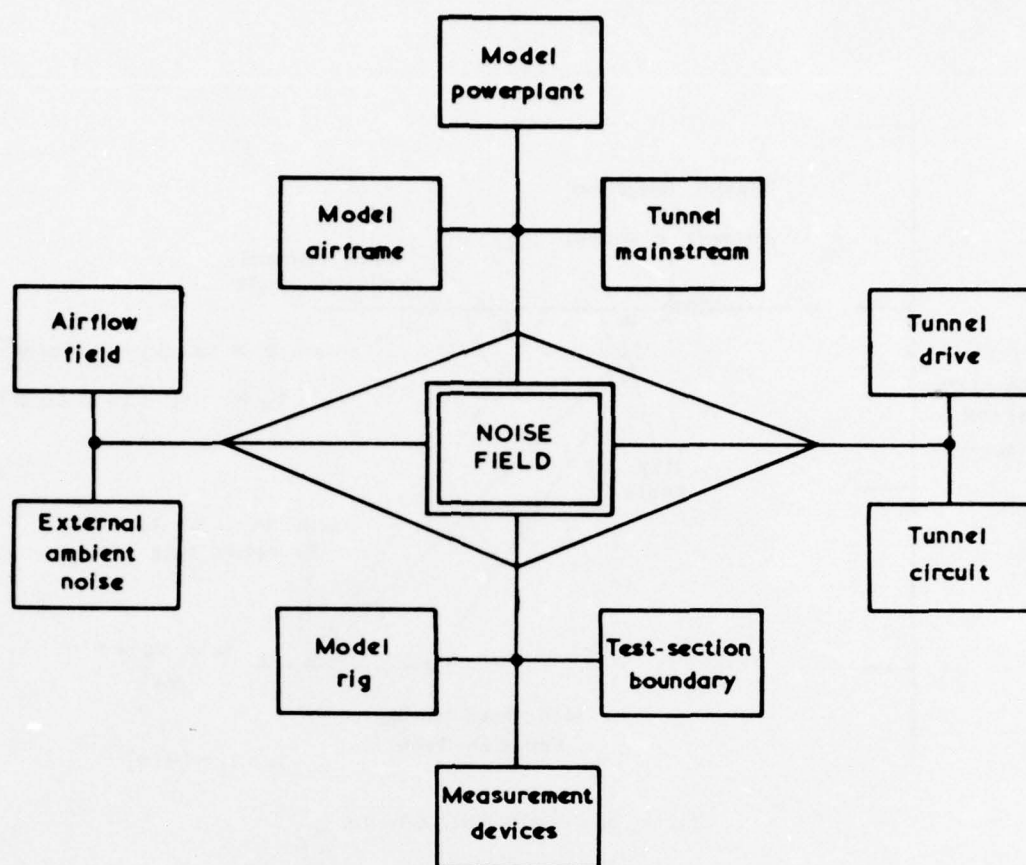 Model
powerplant
Model
airframe
Tunnel
mainstream
Airflow
field
Tunnel
drive
NOISE
FIELD
External
ambient
noise
Tunnel
circuit
Model
rig
Test-section
boundary
Measurement
devices